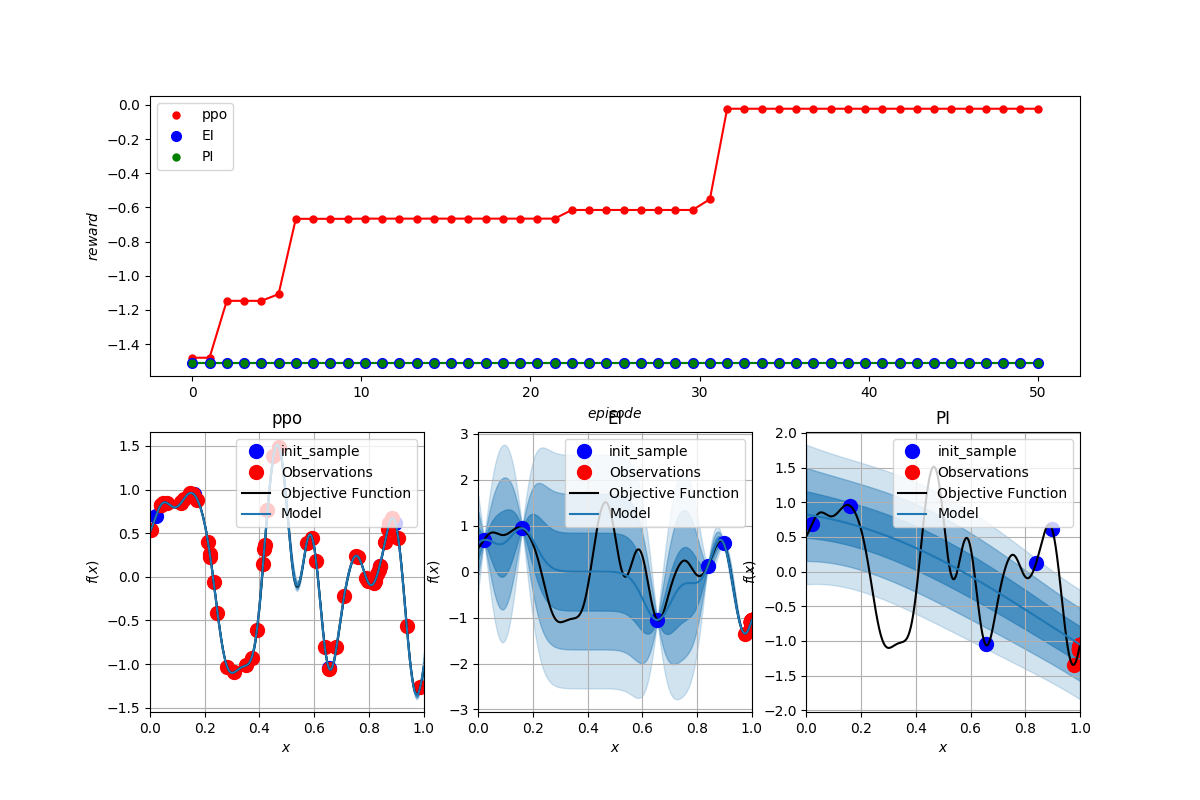 0.0
−0.2
−0.4
−0.6
−0.8
−1.0
−1.2
−1.4
reward
ppo
EI
PI
0 10 20 30 40 50
episode
ppo
EI
PI
1.5
1.0
0.5
0.0
−0.5
−1.0
−1.5
f(x)
init_sample
Observations
Objective Function
Model
0.0 0.2 0.4 0.6 0.8 1.0
x
3
2
1
0
−1
−2
−3
f(x)
init_sample
Observations
Objective Function
Model
0.0 0.2 0.4 0.6 0.8 1.0
x
2.0
1.5
1.0
0.5
0.0
−0.5
−1.0
−1.5
−2.0
f(x)
init_sample
Observations
Objective Function
Model
0.0 0.2 0.4 0.6 0.8 1.0
x